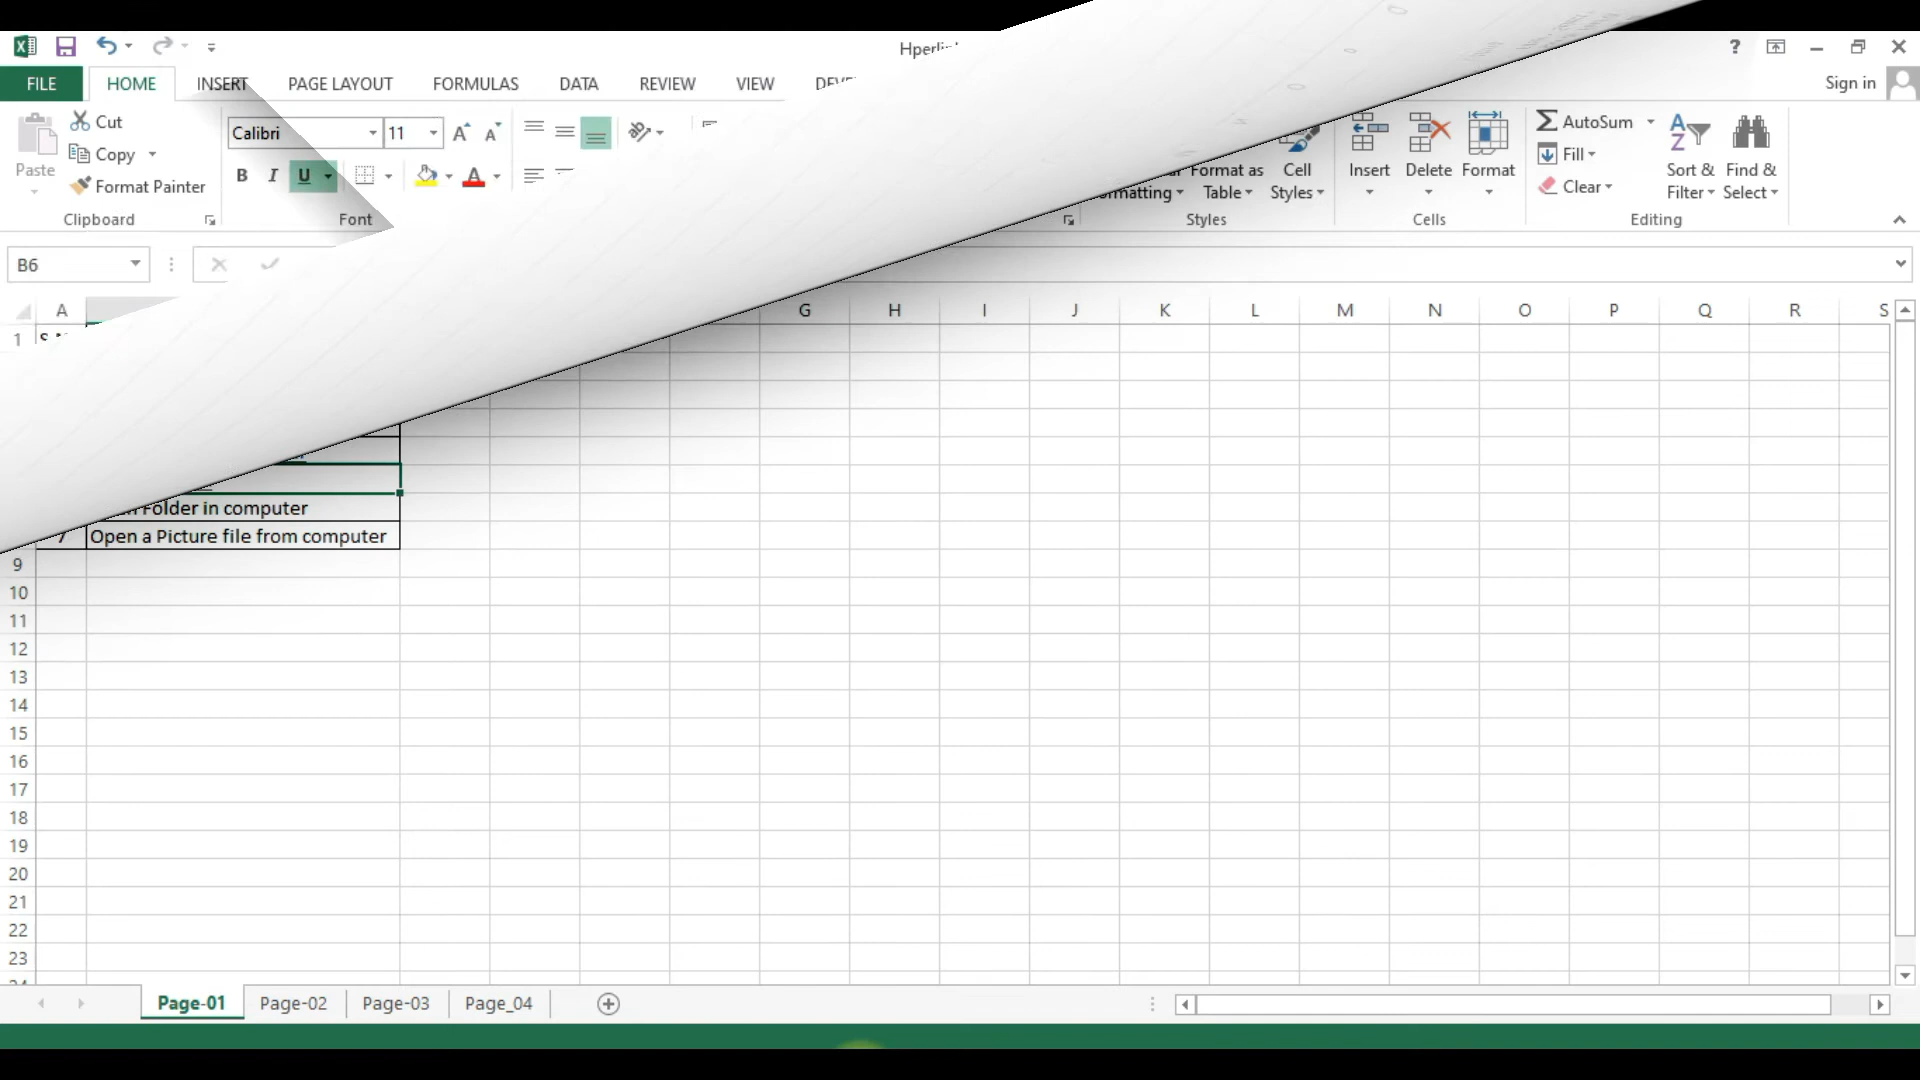 Hperlin
?
FILE HOME INSERT PAGE LAYOUT FORMULAS DATA REVIEW VIEW
Sign in
Cut
Copy
Paste
Format Painter
Clipboard
Calibri 11
B I U
Font
Format as
Table
Cell
Styles
Styles
Insert Delete Format
Cells
AutoSum
Fill
Clear
Sort &
Filter
Find &
Select
Editing
B6
A G H I J K L M N O P Q R S
1
Folder in computer
7 Open a Picture file from computer
9
10
11
12
13
14
15
16
17
18
19
20
21
22
23
Page-01 Page-02 Page-03 Page_04